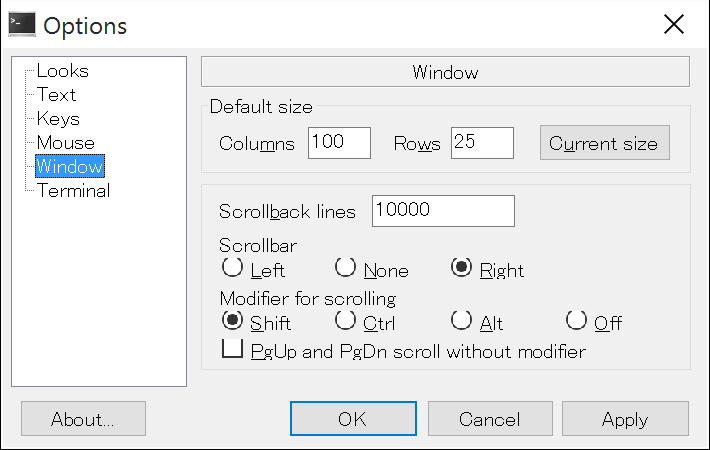 Options
Looks
Text
Keys
Mouse
Window
Terminal
Window
Default size
Columns 100 Rows 25 Current size
Scrollback lines 10000
Scrollbar
Left None Right
Modifier for scrolling
Shift Ctrl Alt Off
PgUp and PgDn scroll without modifier
About... OK Cancel Apply